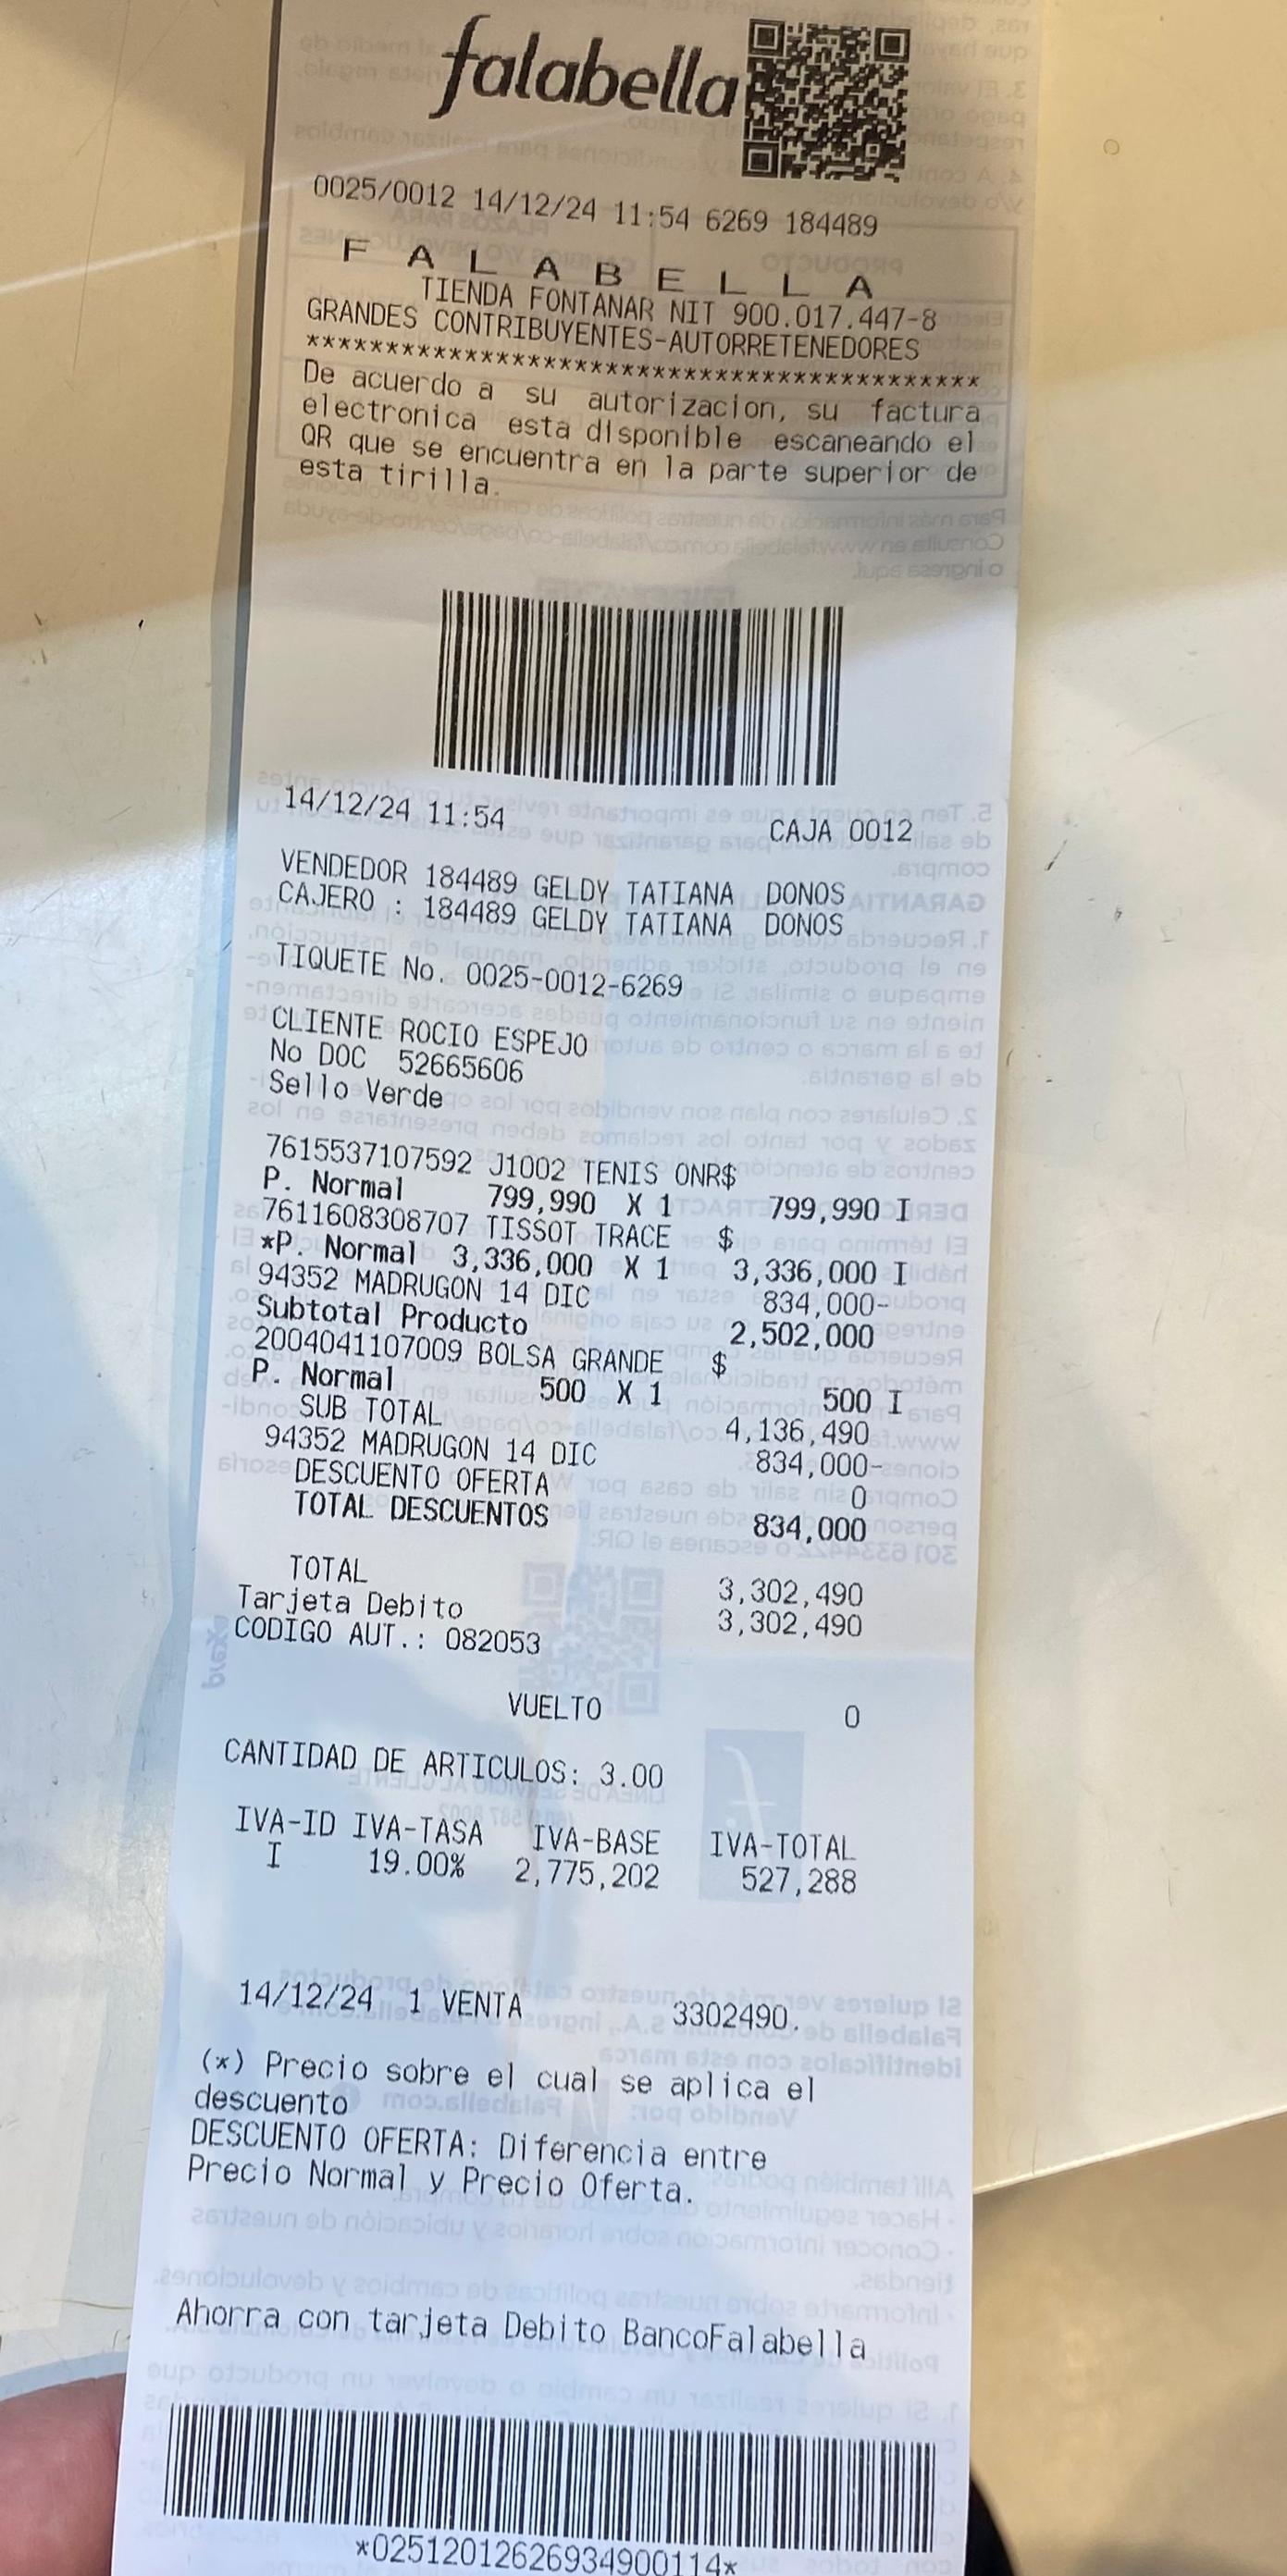 falabella
0025/0012 14/12/24 11:54 6269 184489
F A L A B E L L A
TIENDA FONTANAR NIT 900.017.447-8
GRANDES CONTRIBUYENTES-AUTORRETENEDORES
******************************************
De acuerdo a su autorizacion, su factura
electronica esta disponible escaneando el
QR que se encuentra en la parte superior de
esta tirilla.
14/12/24 11:54 CAJA 0012
VENDEDOR 184489 GELDY TATIANA DONOS
CAJERO : 184489 GELDY TATIANA DONOS
TIQUETE No. 0025-0012-6269
CLIENTE ROCIO ESPEJO
No DOC 52665606
Sello Verde
7615537107592 J1002 TENIS ONR$
P. Normal 799,990 X 1 799,990 I
7611608308707 TISSOT TRACE $
*P. Normal 3,336,000 X 1 3,336,000 I
94352 MADRUGON 14 DIC 834,000-
Subtotal Producto 2,502,000
2004041107009 BOLSA GRANDE $
P. Normal 500 X 1 500 I
SUB TOTAL 4,136,490
94352 MADRUGON 14 DIC 834,000-
DESCUENTO OFERTA 0
TOTAL DESCUENTOS 834,000
TOTAL 3,302,490
Tarjeta Debito 3,302,490
CODIGO AUT.: 082053
VUELTO 0
CANTIDAD DE ARTICULOS: 3.00
IVA-ID IVA-TASA IVA-BASE IVA-TOTAL
I 19.00% 2,775,202 527,288
14/12/24 1 VENTA 3302490.
(*) Precio sobre el cual se aplica el
descuento
DESCUENTO OFERTA: Diferencia entre
Precio Normal y Precio Oferta.
Ahorra con tarjeta Debito BancoFalabella
*02512012626934900114*